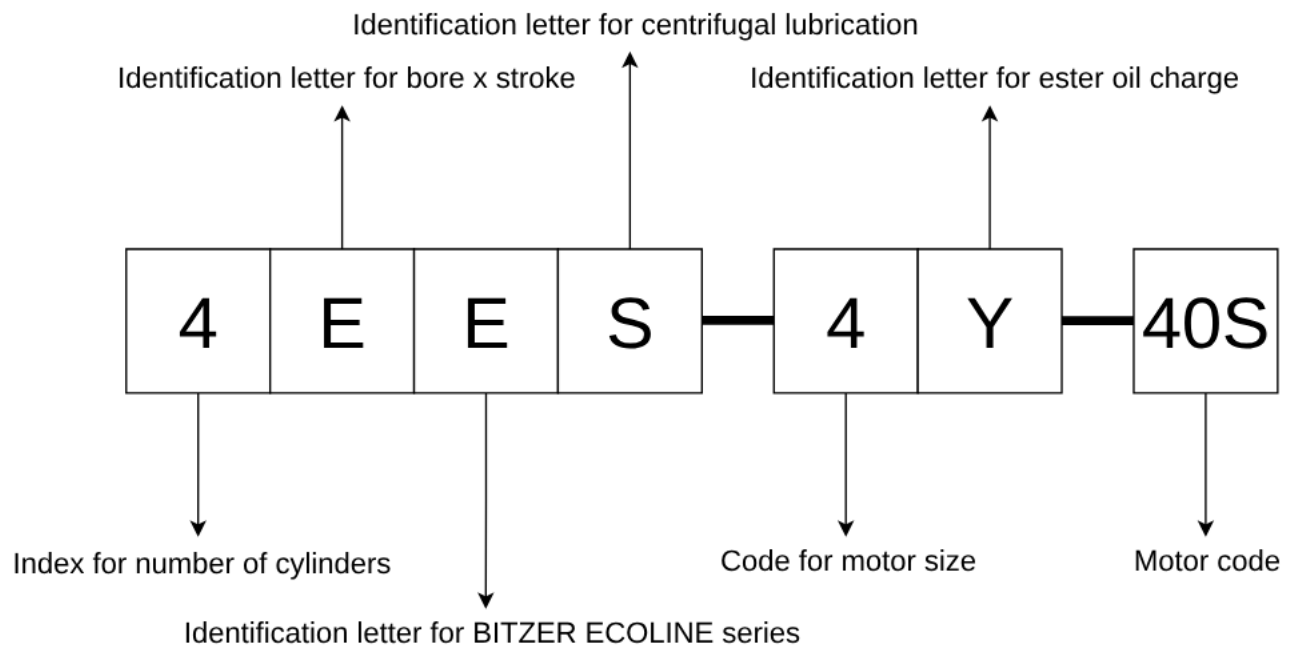 Identification letter for centrifugal lubrication
Identification letter for bore x stroke
Identification letter for ester oil charge
4 E E S 4 Y 40S
Index for number of cylinders
Code for motor size
Motor code
Identification letter for BITZER ECOLINE series